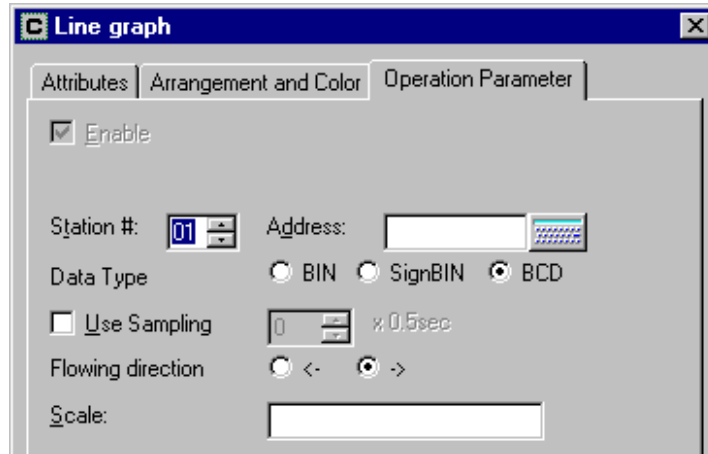 Line graph
Attributes Arrangement and Color Operation Parameter
Enable
Station #: 01 Address:
Data Type BIN SignBIN BCD
Use Sampling 0 x 0.5sec
Flowing direction <- ->
Scale: